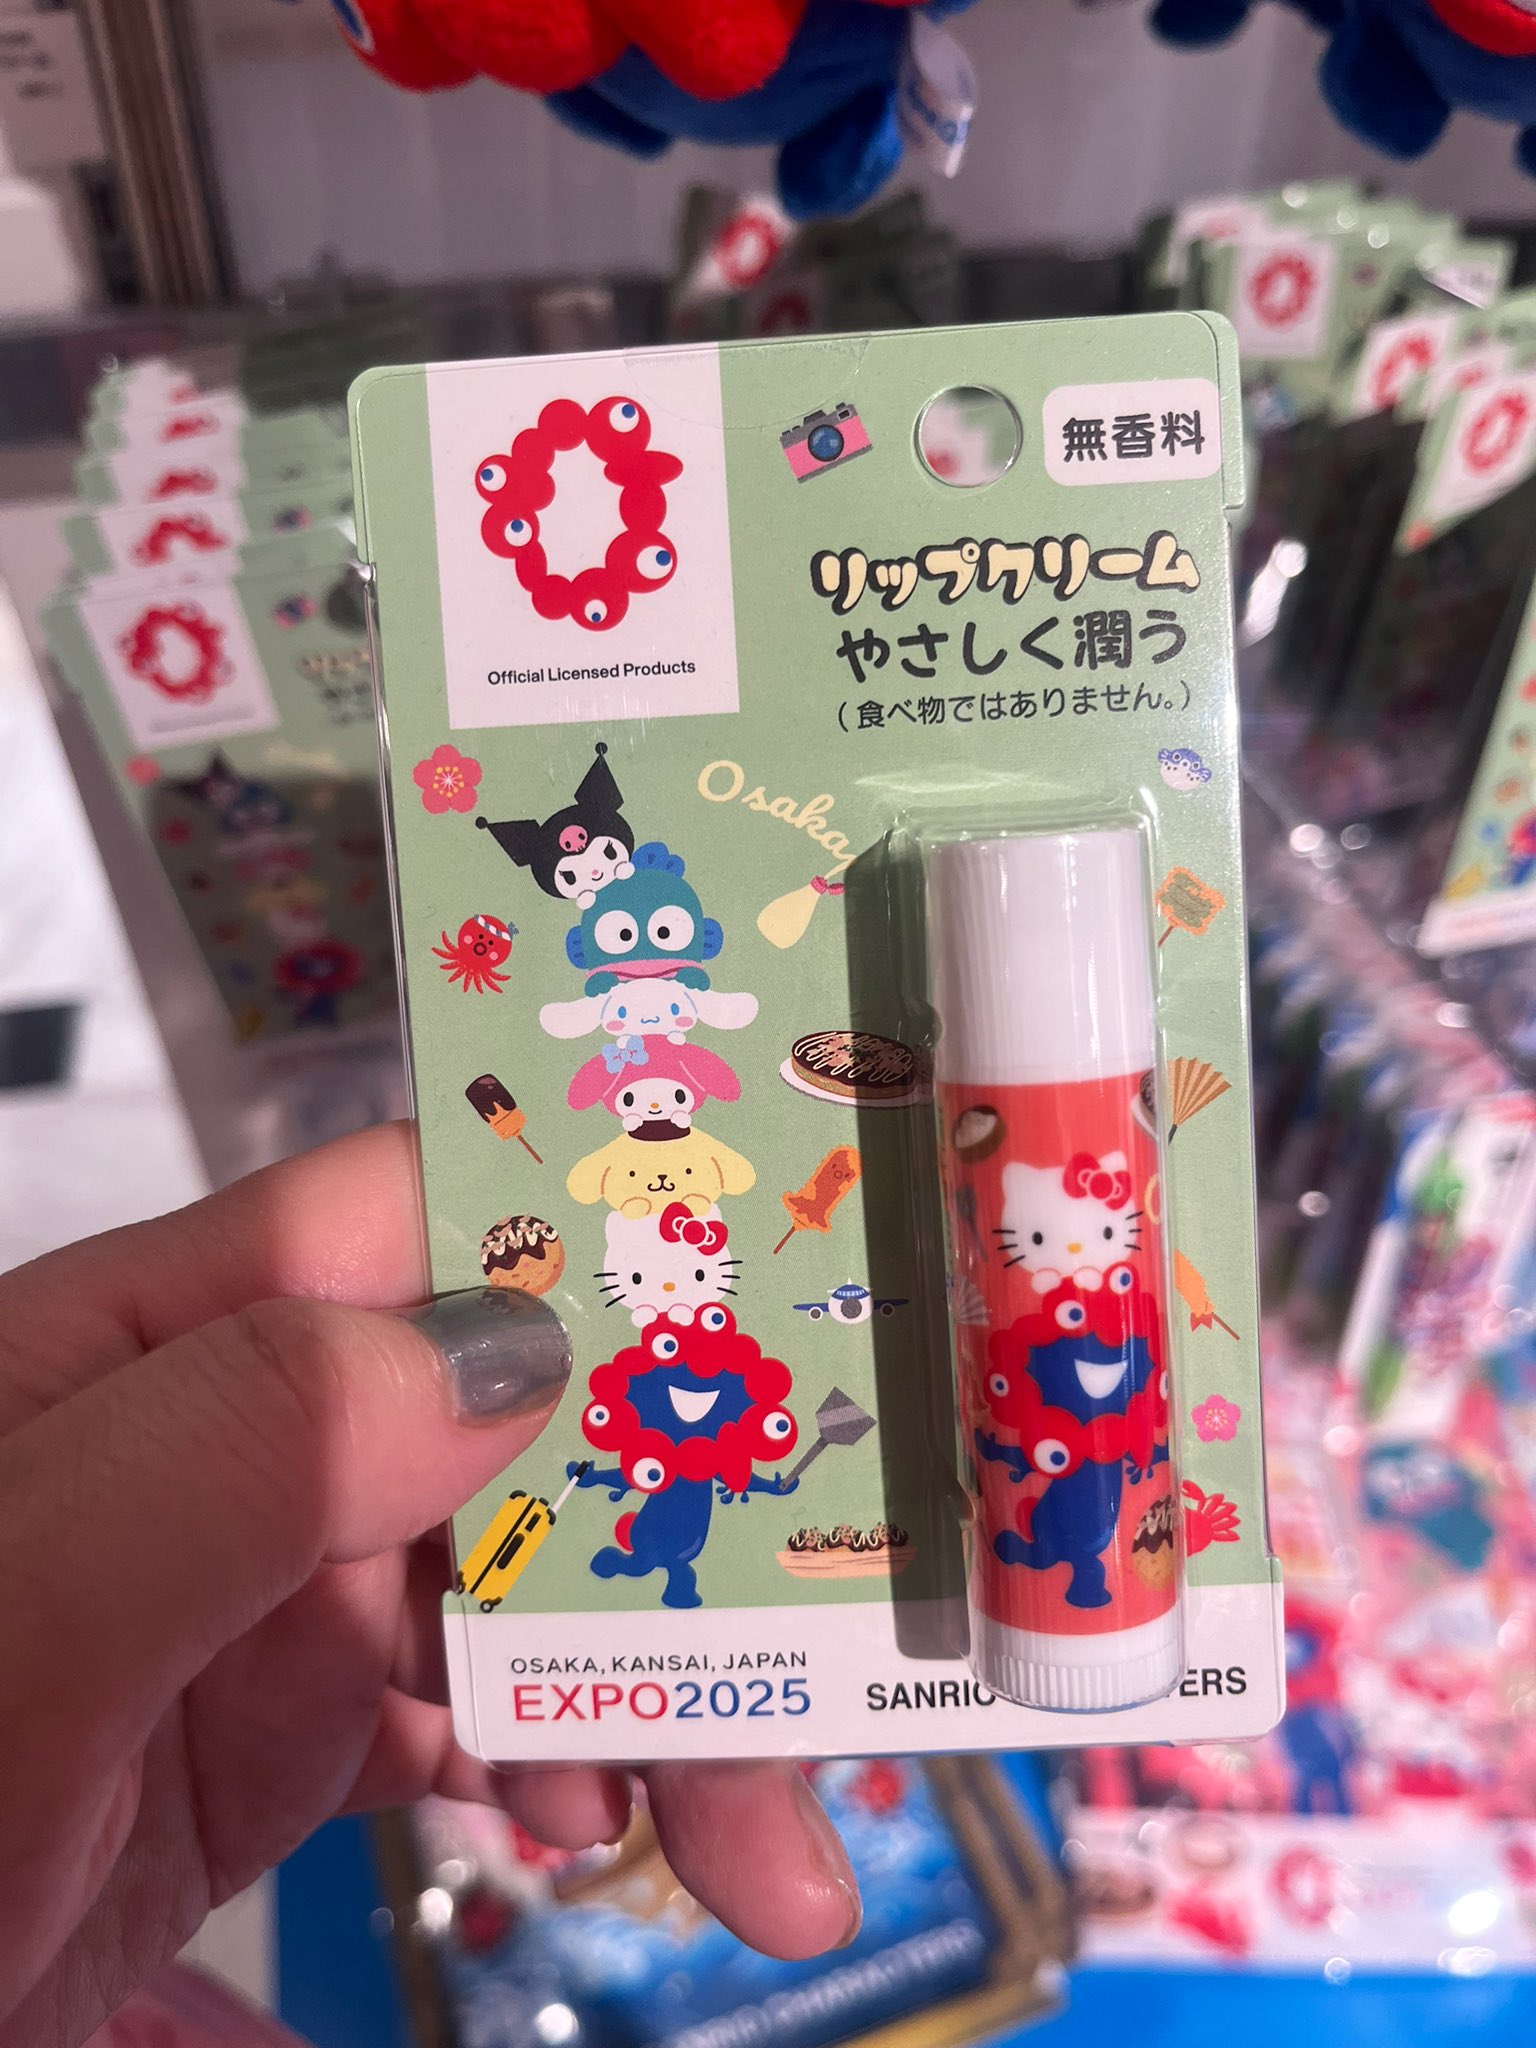 無香料
リップクリーム
やさしく潤う
(食べ物ではありません。)
Official Licensed Products
Osaka
OSAKA, KANSAI, JAPAN
EXPO2025
SANRIO